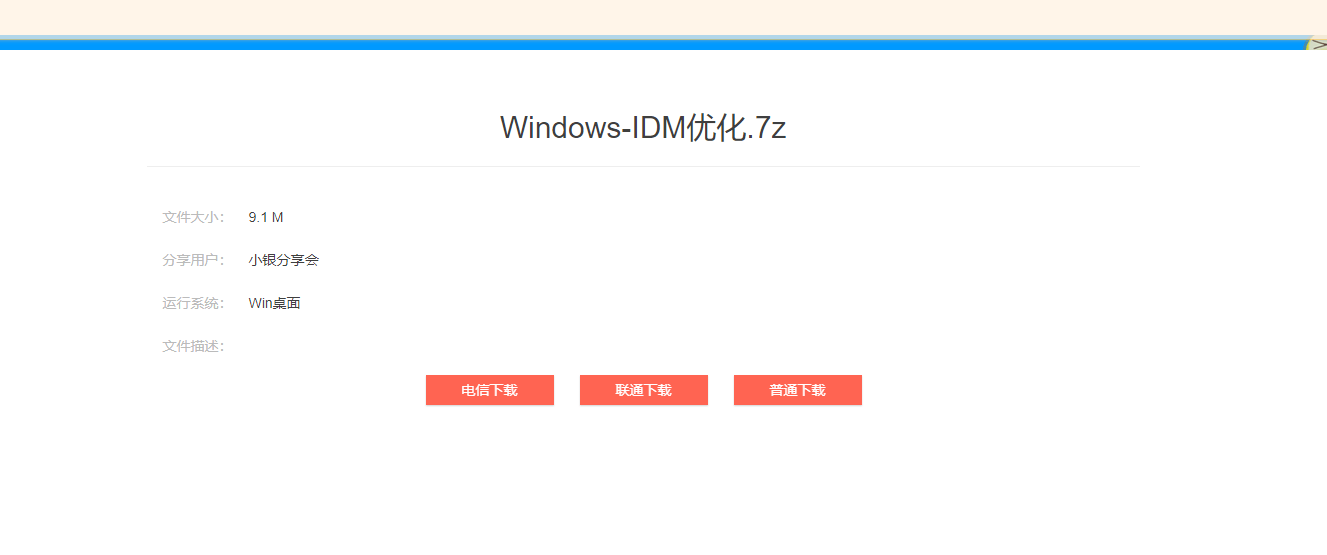 Windows-IDM优化.7z
文件大小： 9.1 M
分享用户： 小银分享会
运行系统： Win桌面
文件描述：
电信下载 联通下载 普通下载